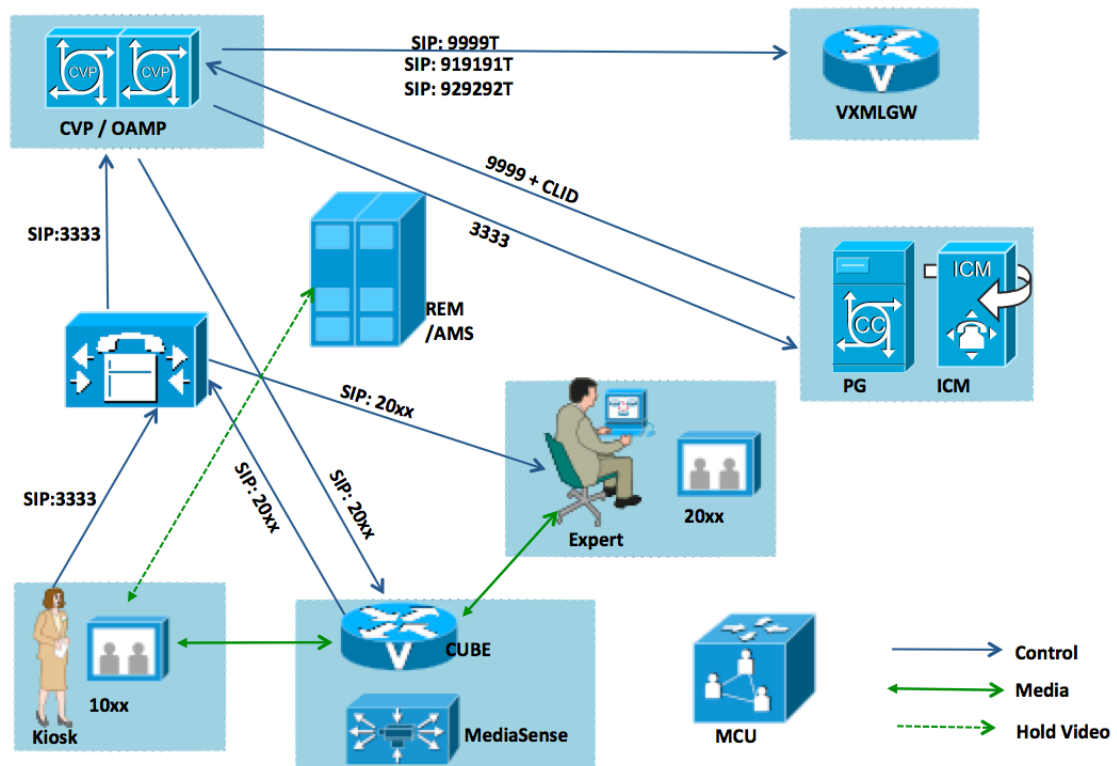 CVP CVP
CVP / OAMP
SIP: 9999T
SIP: 919191T
SIP: 929292T
VXMLGW
9999 + CLID
3333
SIP:3333
REM
/AMS
ICM
CC
PG
ICM
SIP: 20xx
SIP:3333
SIP: 20xx
SIP: 20xx
20xx
Expert
CUBE
10xx
Kiosk
MediaSense
MCU
Control
Media
Hold Video